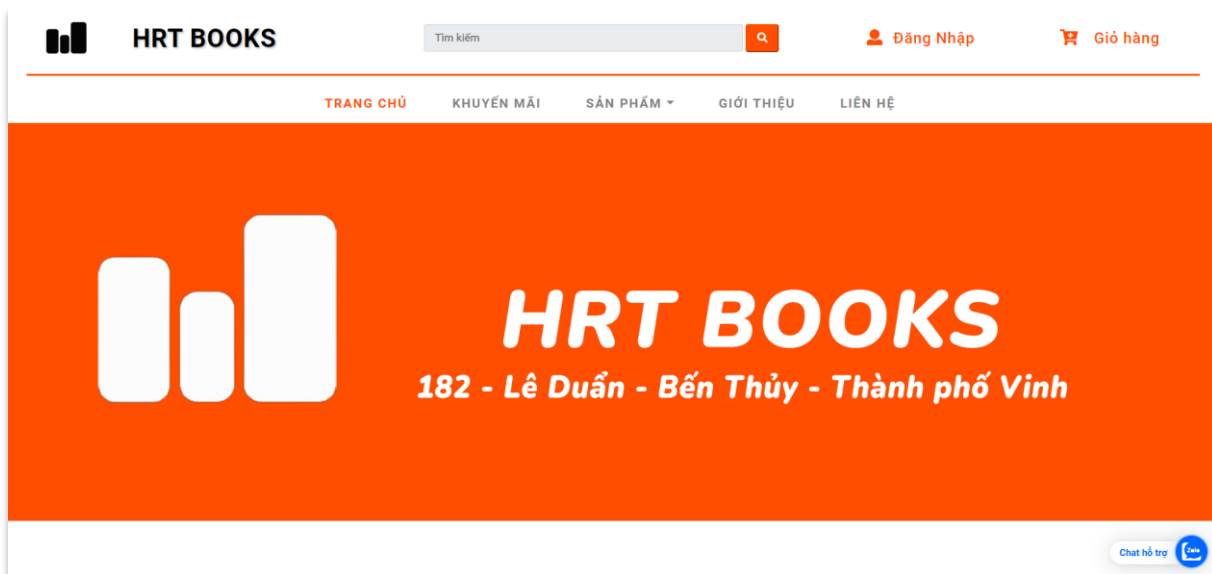 HRT BOOKS
Tìm kiếm
Đăng Nhập
Giỏ hàng
TRANG CHỦ
KHUYẾN MÃI
SẢN PHẨM
GIỚI THIỆU
LIÊN HỆ
HRT BOOKS
182 - Lê Duẩn - Bến Thủy - Thành phố Vinh
Chat hỗ trợ
Zalo